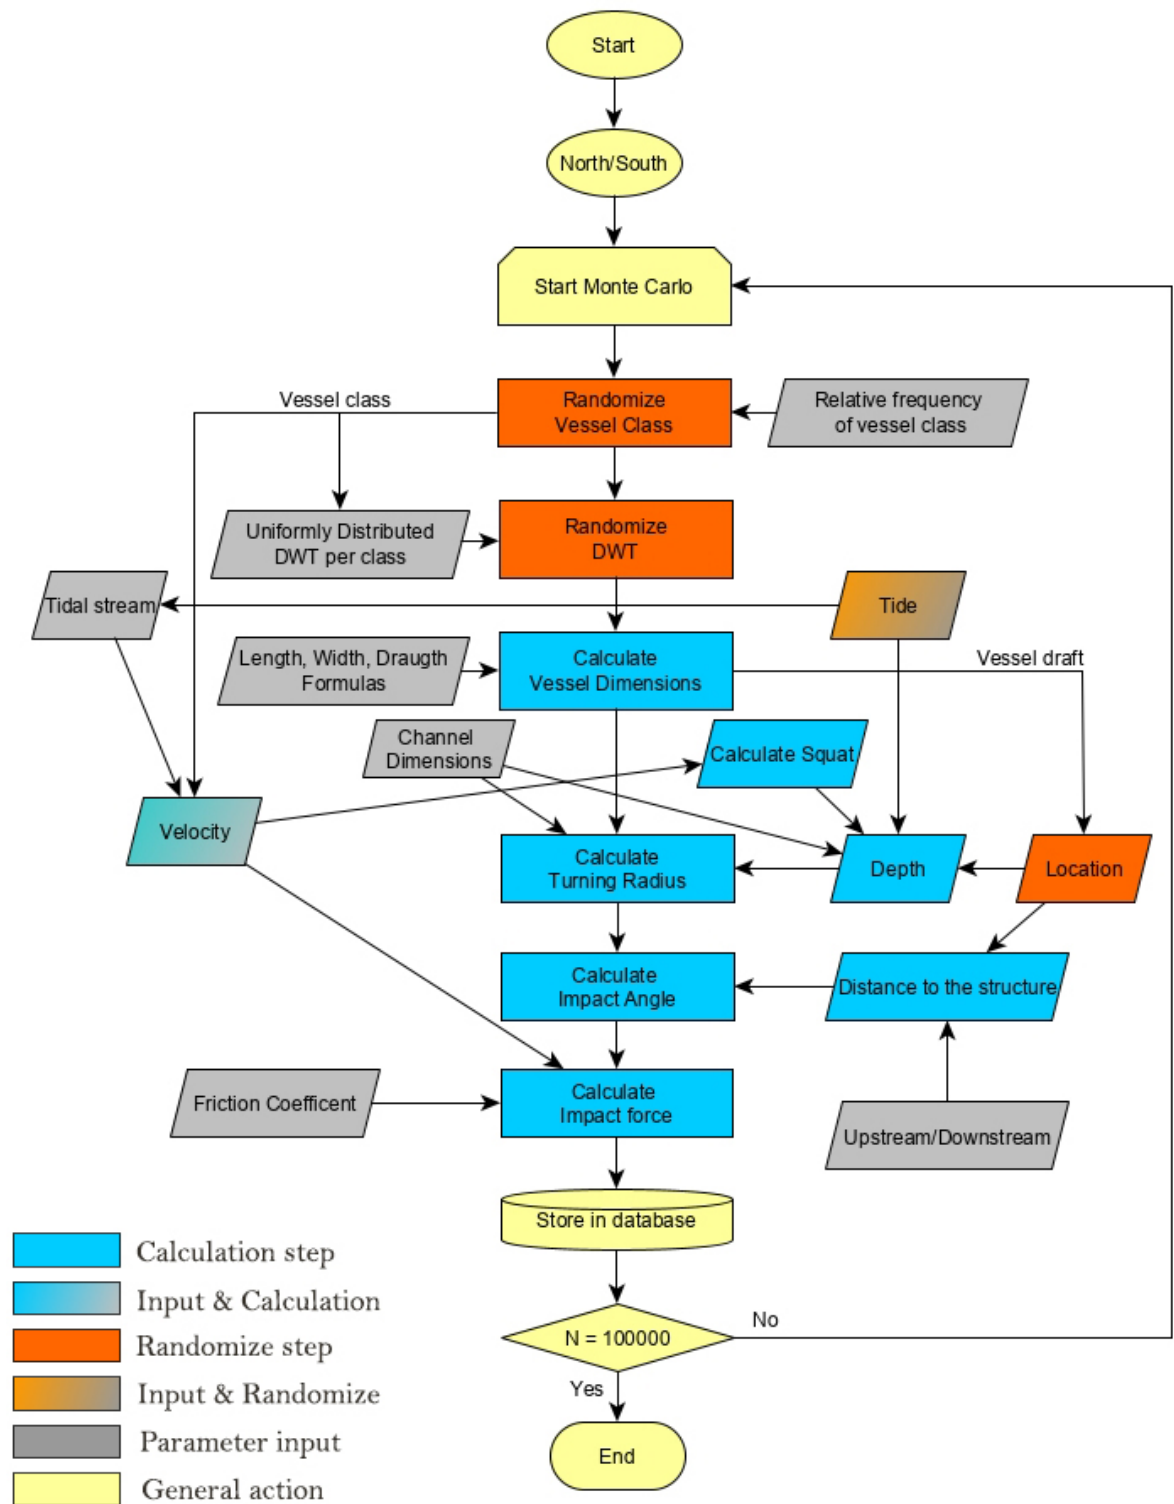 Start
North/South
Start Monte Carlo
Vessel class
Randomize
Vessel Class
Relative frequency
of vessel class
Uniformly Distributed
DWT per class
Randomize
DWT
Tidal stream
Tide
Length, Width, Draugth
Formulas
Calculate
Vessel Dimensions
Vessel draft
Channel
Dimensions
Calculate Squat
Velocity
Calculate
Turning Radius
Depth
Location
Calculate
Impact Angle
Distance to the structure
Friction Coefficent
Calculate
Impact force
Upstream/Downstream
Store in database
N = 100000
No
Yes
End
Calculation step
Input & Calculation
Randomize step
Input & Randomize
Parameter input
General action